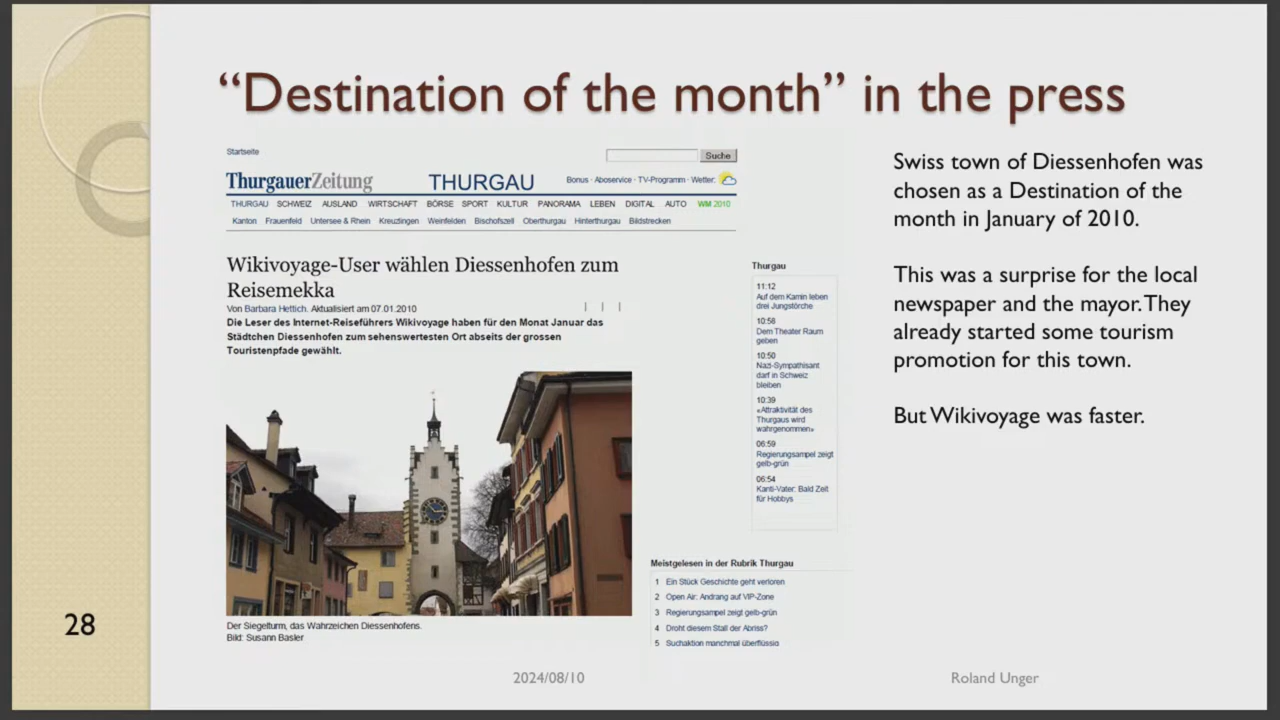 “Destination of the month” in the press
Startseite
Suche
ThurgauerZeitung
THURGAU
Bonus · Aboservice · TV-Programm · Wetter:
THURGAU SCHWEIZ AUSLAND WIRTSCHAFT BÖRSE SPORT KULTUR PANORAMA LEBEN DIGITAL AUTO WM 2010
Kanton Frauenfeld Untersee & Rhein Kreuzlingen Weinfelden Bischofszell Oberthurgau Hinterthurgau Bildstrecken
Wikivoyage-User wählen Diessenhofen zum
Reisemekka
Von Barbara Hettich. Aktualisiert am 07.01.2010
Die Leser des Internet-Reiseführers Wikivoyage haben für den Monat Januar das
Städtchen Diessenhofen zum sehenswertesten Ort abseits der grossen
Touristenpfade gewählt.
Der Siegelturm, das Wahrzeichen Diessenhofens.
Bild: Susann Basler
Thurgau
11:12
Auf dem Kamin leben
drei Jungstörche
10:58
Dem Theater Raum
geben
10:50
Nazi-Sympathisant
darf in Schweiz
bleiben
10:39
«Attraktivität des
Thurgaus wird
wahrgenommen»
06:59
Regierungsampel zeigt
gelb-grün
06:54
Kanti-Vater: Bald Zeit
für Hobbys
Meistgelesen in der Rubrik Thurgau
1 Ein Stück Geschichte geht verloren
2 Open Air: Andrang auf VIP-Zone
3 Regierungsampel zeigt gelb-grün
4 Droht diesem Stall der Abriss?
5 Suchaktion manchmal überflüssig
Swiss town of Diessenhofen was
chosen as a Destination of the
month in January of 2010.
This was a surprise for the local
newspaper and the mayor. They
already started some tourism
promotion for this town.
But Wikivoyage was faster.
28
2024/08/10
Roland Unger